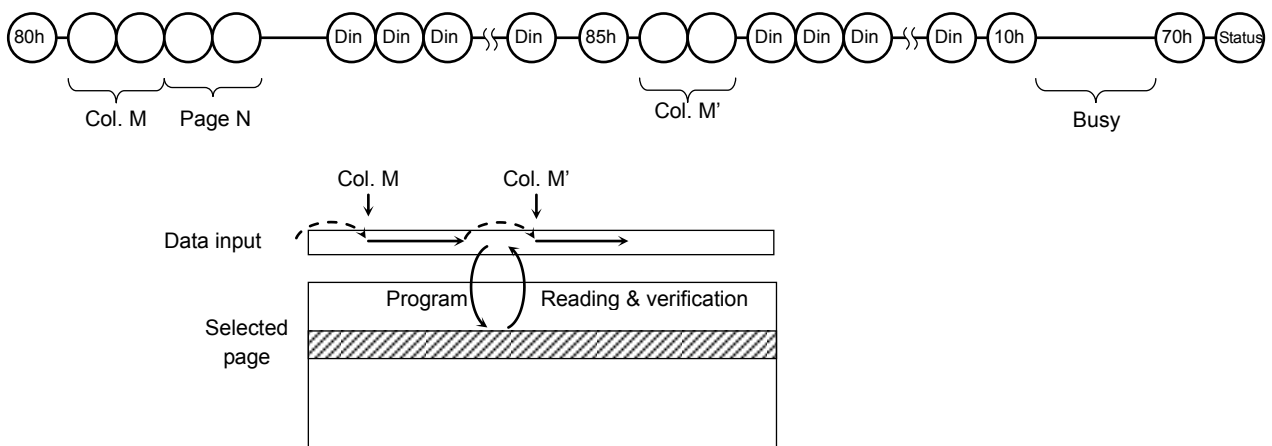 80h Din Din Din Din 85h Din Din Din Din 10h 70h Status
Col. M Page N Col. M’ Busy
Col. M Col. M’
Data input
Program Reading & verification
Selected
page